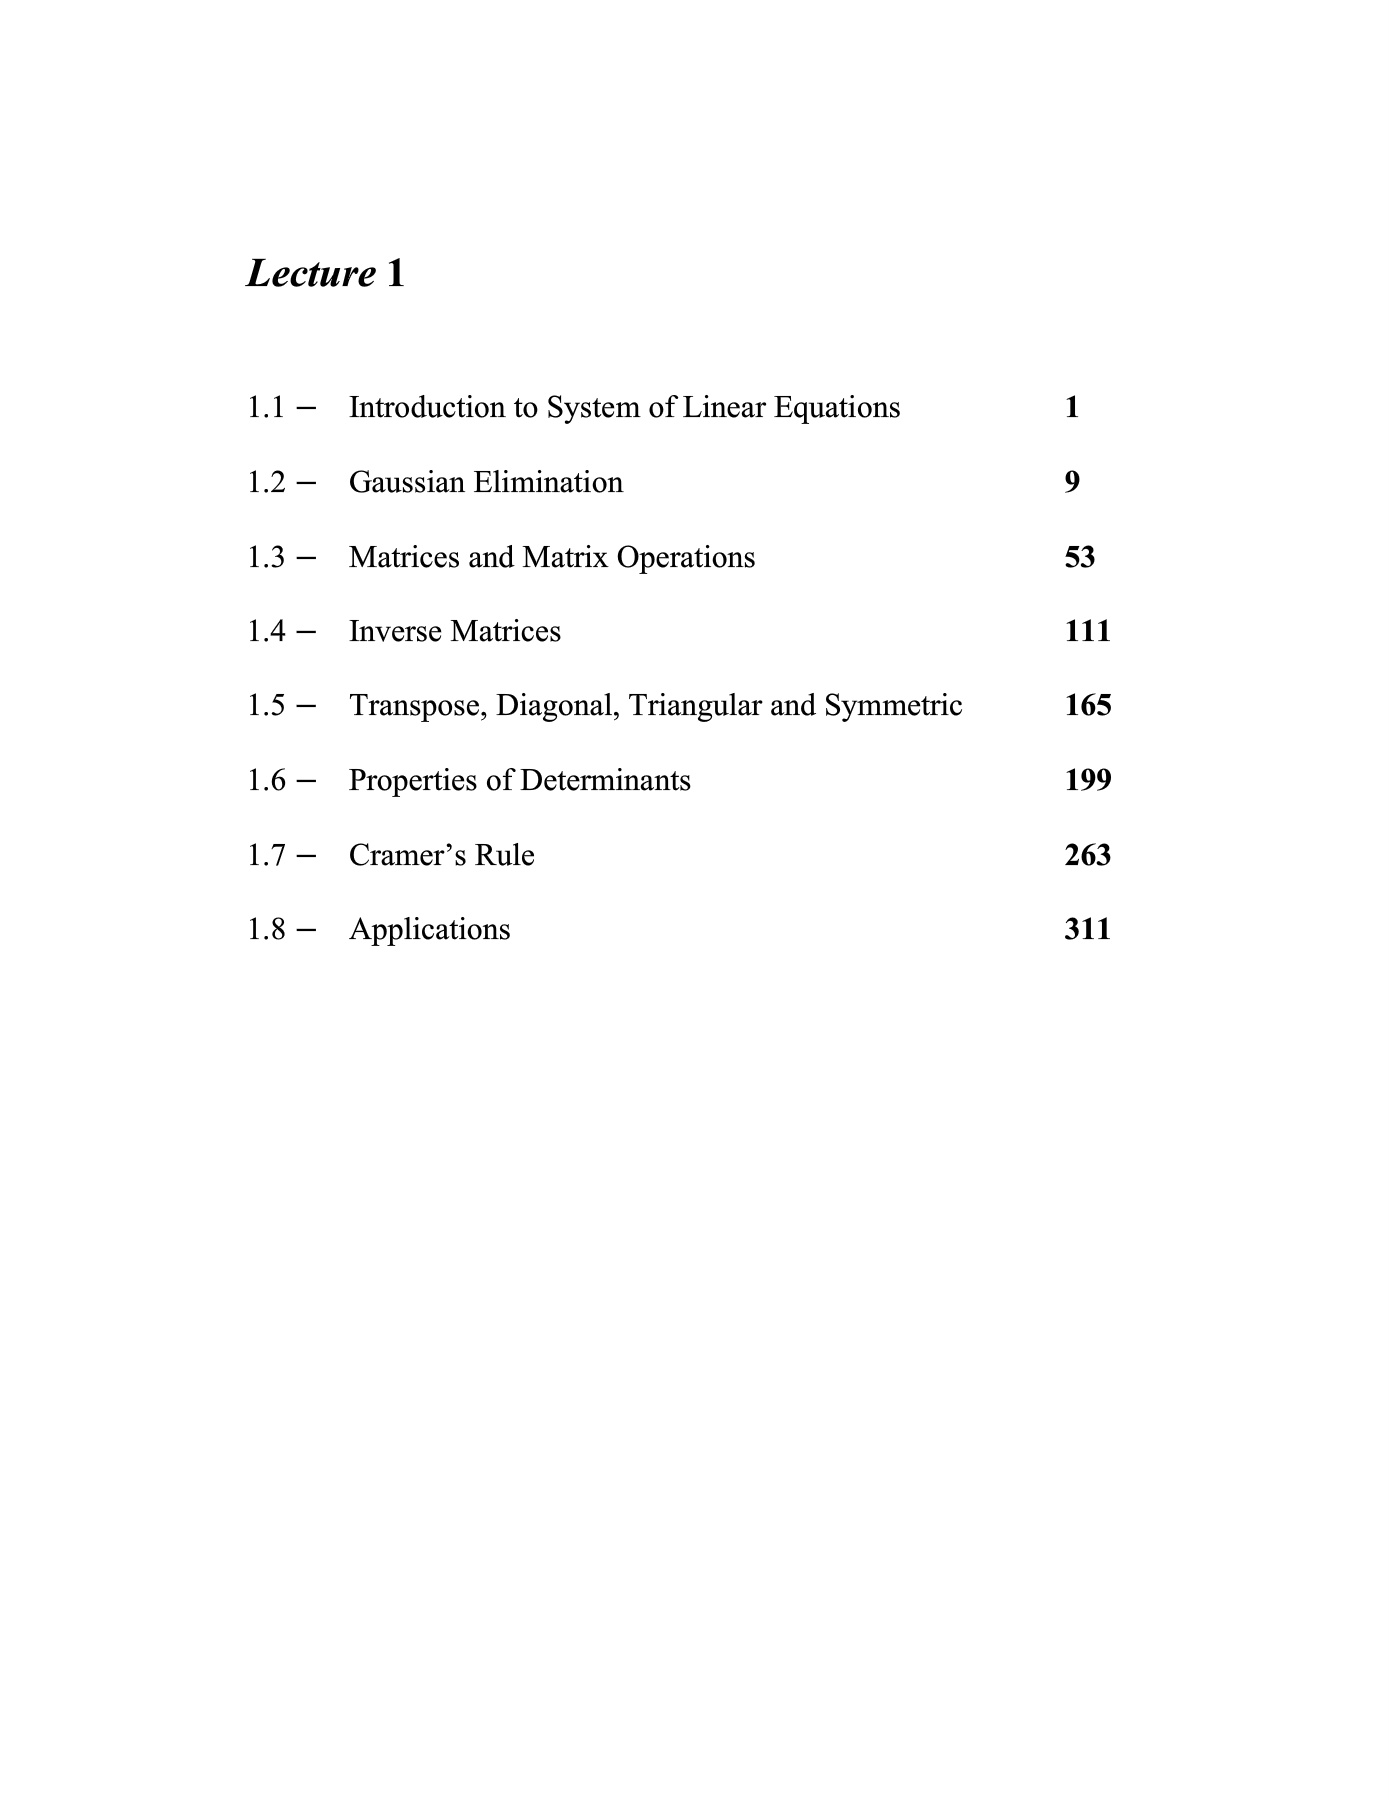 Lecture 1
1.1 − Introduction to System of Linear Equations 1
1.2 − Gaussian Elimination 9
1.3 − Matrices and Matrix Operations 53
1.4 − Inverse Matrices 111
1.5 − Transpose, Diagonal, Triangular and Symmetric 165
1.6 − Properties of Determinants 199
1.7 − Cramer’s Rule 263
1.8 − Applications 311